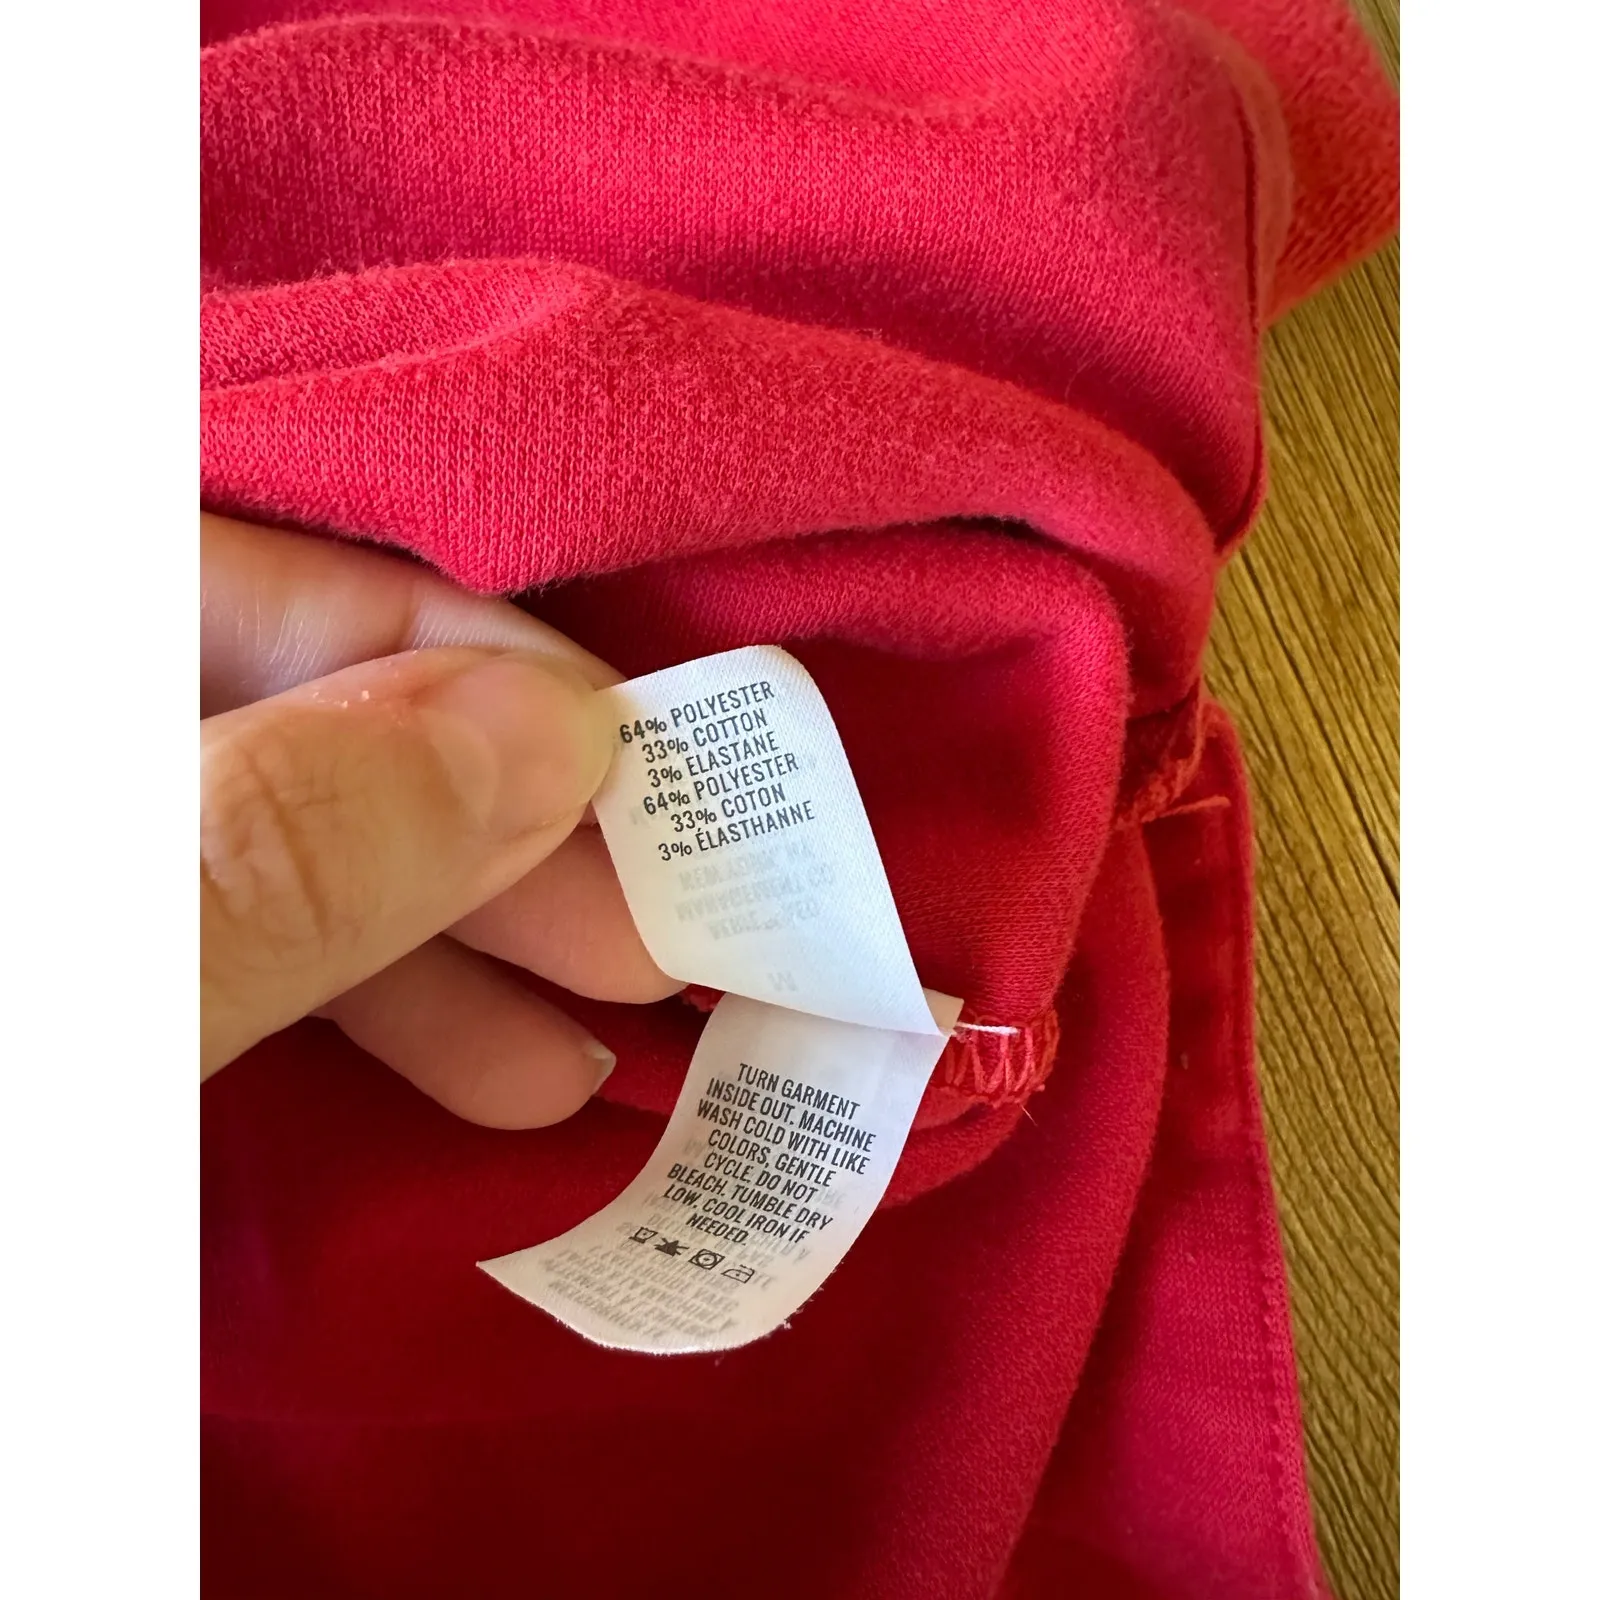 64% POLYESTER
33% COTTON
3% ELASTANE
64% POLYESTER
33% COTON
3% ÉLASTHANNE
TURN GARMENT
INSIDE OUT. MACHINE
WASH COLD WITH LIKE
COLORS, GENTLE
CYCLE. DO NOT
BLEACH. TUMBLE DRY
LOW. COOL IRON IF
NEEDED.